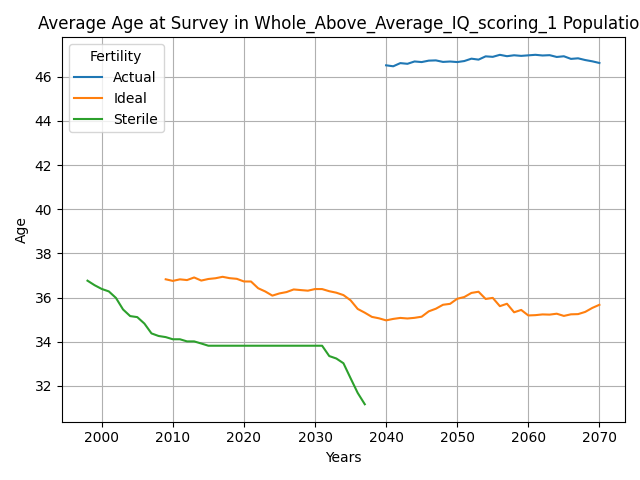 Average Age at Survey in Whole_Above_Average_IQ_scoring_1 Populatio
Fertility
Actual
Ideal
Sterile
Age
46
44
42
40
38
36
34
32
2000 2010 2020 2030 2040 2050 2060 2070
Years